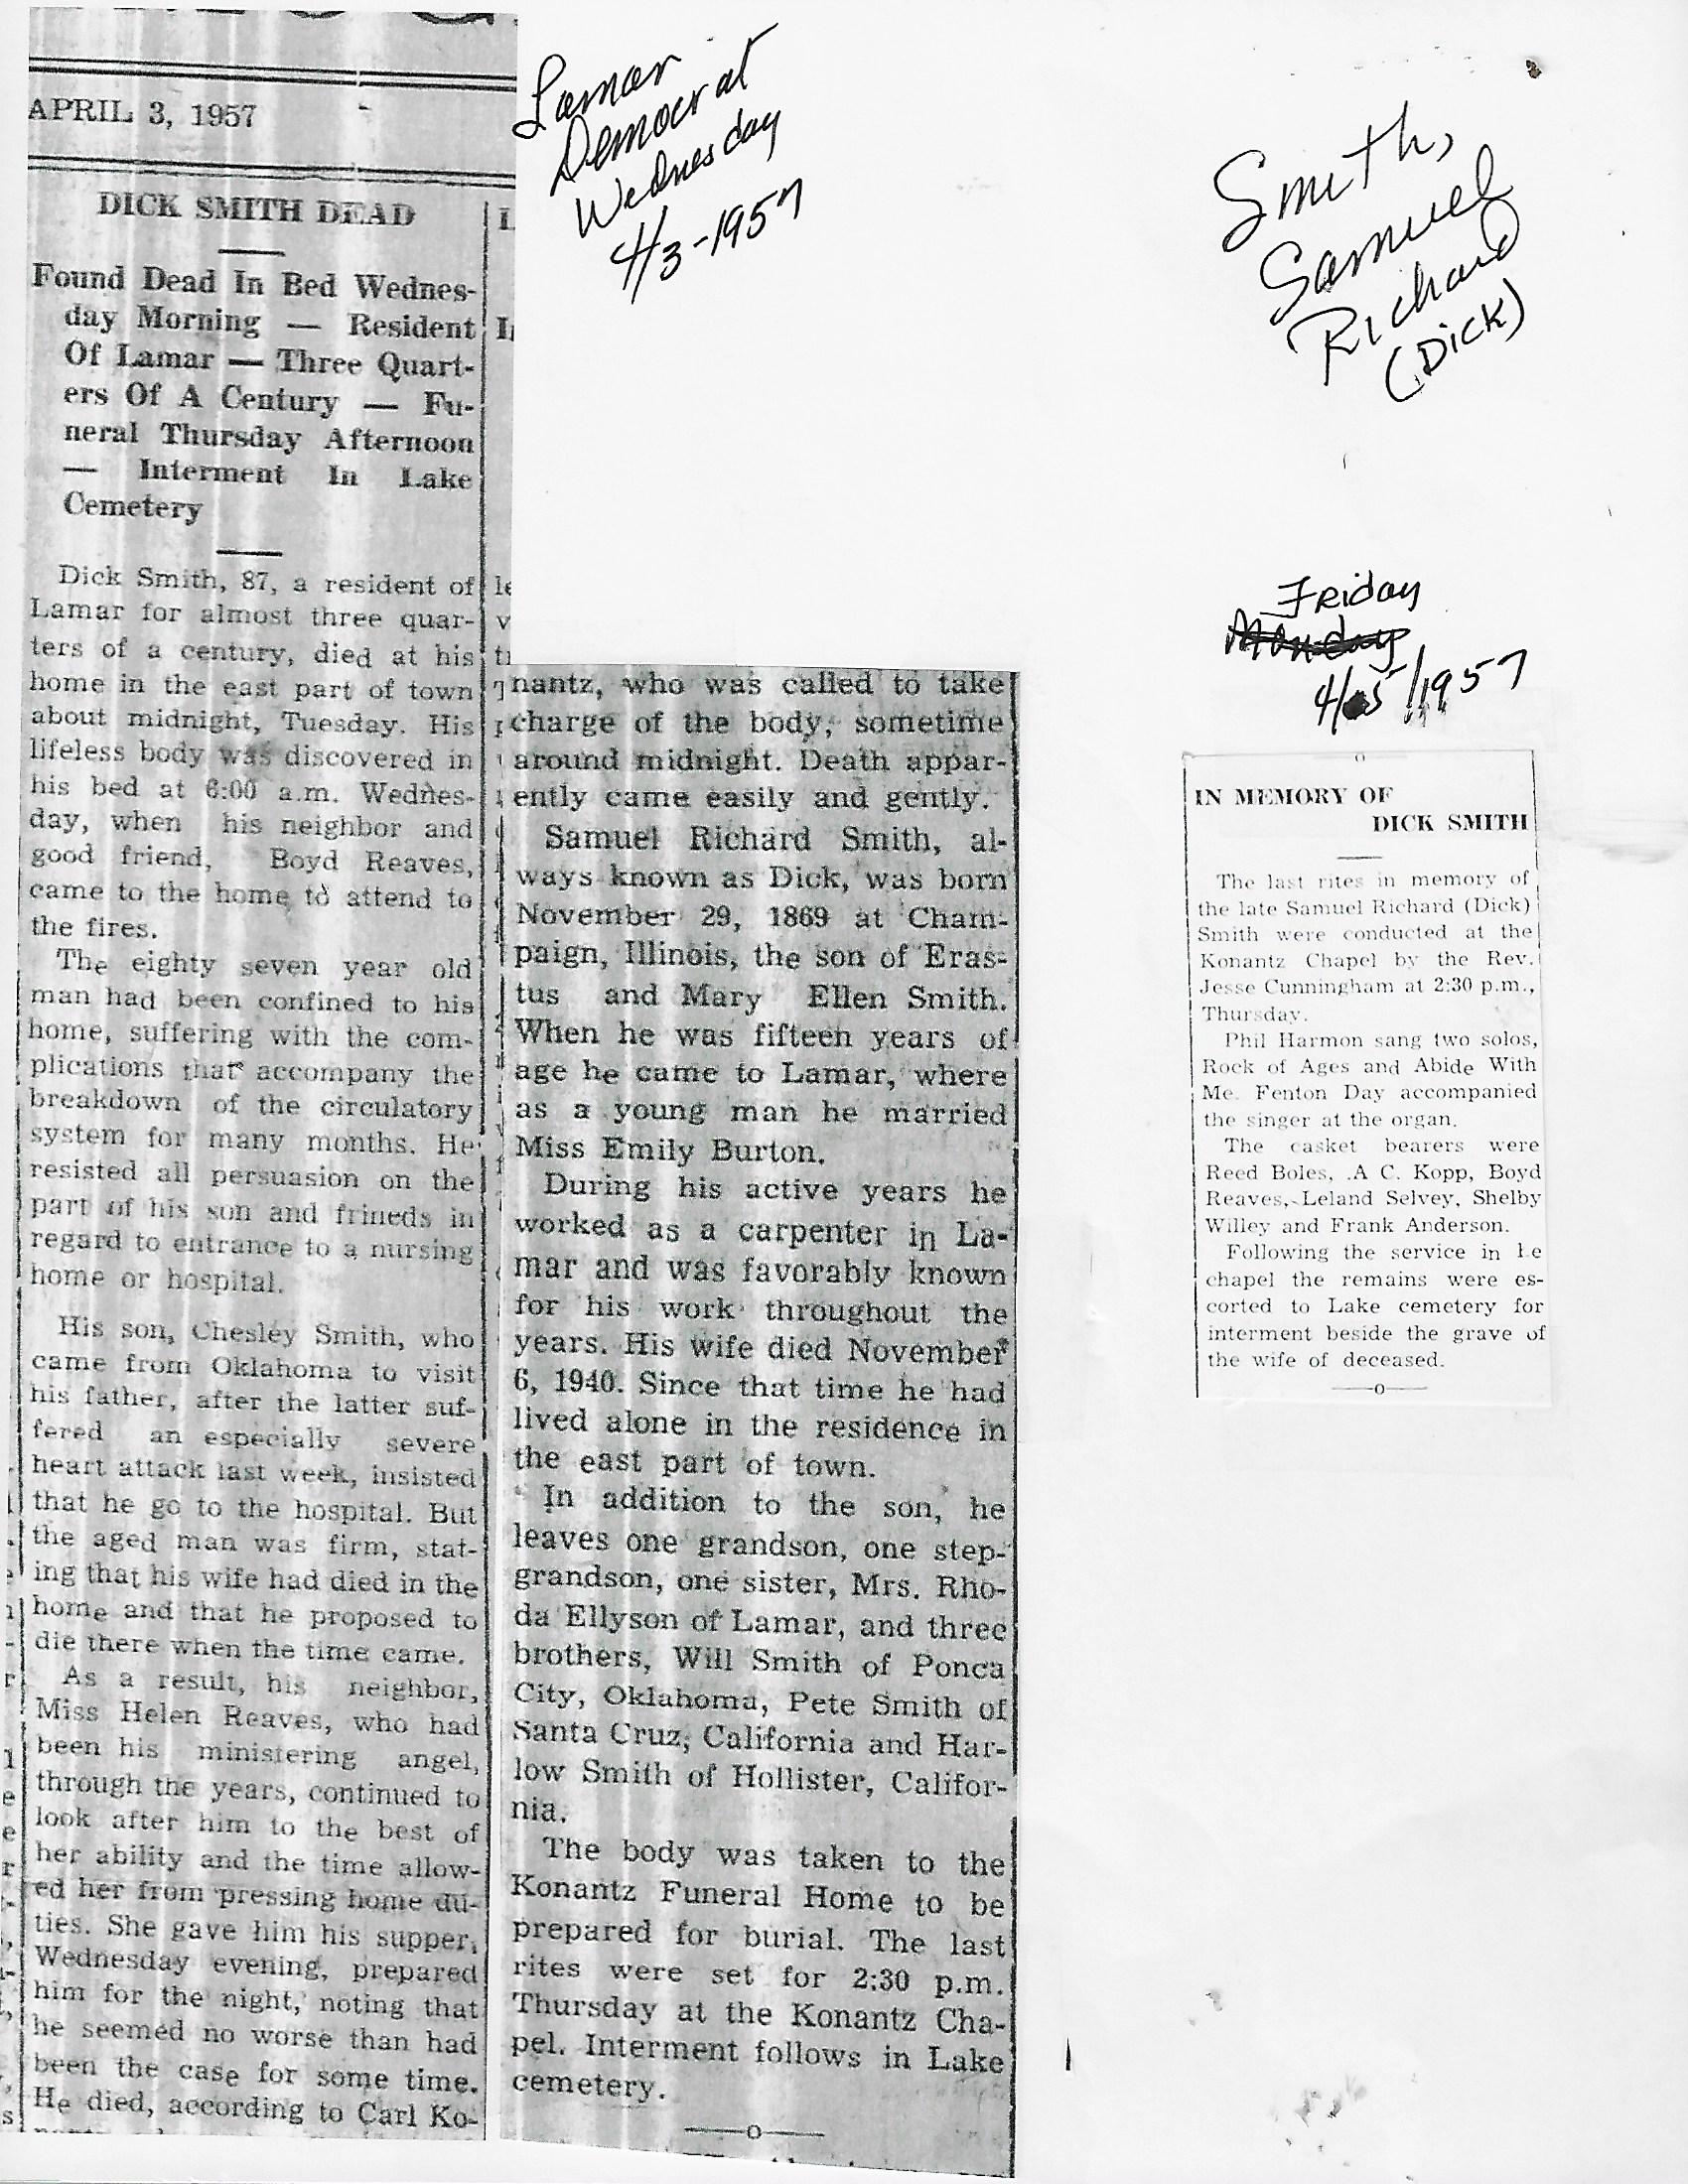 APRIL 3, 1957
Lamar
Democrat
Wednesday
4/3-1957
Smith,
Samuel
Richard
(Dick)
DICK SMITH DEAD
Found Dead In Bed Wednes-
day Morning — Resident
Of Lamar — Three Quart-
ers Of A Century — Fu-
neral Thursday Afternoon
— Interment In Lake
Cemetery
Dick Smith, 87, a resident of
Lamar for almost three quar-
ters of a century, died at his
home in the east part of town
about midnight, Tuesday. His
lifeless body was discovered in
his bed at 6:00 a.m. Wednes-
day, when his neighbor and
good friend, Boyd Reaves,
came to the home to attend to
the fires.
The eighty seven year old
man had been confined to his
home, suffering with the com-
plications that accompany the
breakdown of the circulatory
system for many months. He
resisted all persuasion on the
part of his son and frineds in
regard to entrance to a nursing
home or hospital.
His son, Chesley Smith, who
came from Oklahoma to visit
his father, after the latter suf-
fered an especially severe
heart attack last week, insisted
that he go to the hospital. But
the aged man was firm, stat-
ing that his wife had died in the
home and that he proposed to
die there when the time came.
As a result, his neighbor,
Miss Helen Reaves, who had
been his ministering angel,
through the years, continued to
look after him to the best of
her ability and the time allow-
ed her from pressing home du-
ties. She gave him his supper,
Wednesday evening, prepared
him for the night, noting that
he seemed no worse than had
been the case for some time.
He died, according to Carl Ko-
nantz, who was called to take
charge of the body, sometime
around midnight. Death appar-
ently came easily and gently.
Samuel Richard Smith, al-
ways known as Dick, was born
November 29, 1869 at Cham-
paign, Illinois, the son of Eras-
tus and Mary Ellen Smith.
When he was fifteen years of
age he came to Lamar, where
as a young man he married
Miss Emily Burton.
During his active years he
worked as a carpenter in La-
mar and was favorably known
for his work throughout the
years. His wife died November
6, 1940. Since that time he had
lived alone in the residence in
the east part of town.
In addition to the son, he
leaves one grandson, one step-
grandson, one sister, Mrs. Rho-
da Ellyson of Lamar, and three
brothers, Will Smith of Ponca
City, Oklahoma, Pete Smith of
Santa Cruz, California and Har-
low Smith of Hollister, Califor-
nia.
The body was taken to the
Konantz Funeral Home to be
prepared for burial. The last
rites were set for 2:30 p.m.
Thursday at the Konantz Cha-
pel. Interment follows in Lake
cemetery.
Friday
Monday
4/5/1957
IN MEMORY OF
DICK SMITH
The last rites in memory of
the late Samuel Richard (Dick)
Smith were conducted at the
Konantz Chapel by the Rev.
Jesse Cunningham at 2:30 p.m.,
Thursday.
Phil Harmon sang two solos,
Rock of Ages and Abide With
Me. Fenton Day accompanied
the singer at the organ.
The casket bearers were
Reed Boles, .A C. Kopp, Boyd
Reaves, Leland Selvey, Shelby
Willey and Frank Anderson.
Following the service in
chapel the remains were es-
corted to Lake cemetery for
interment beside the grave of
the wife of deceased.